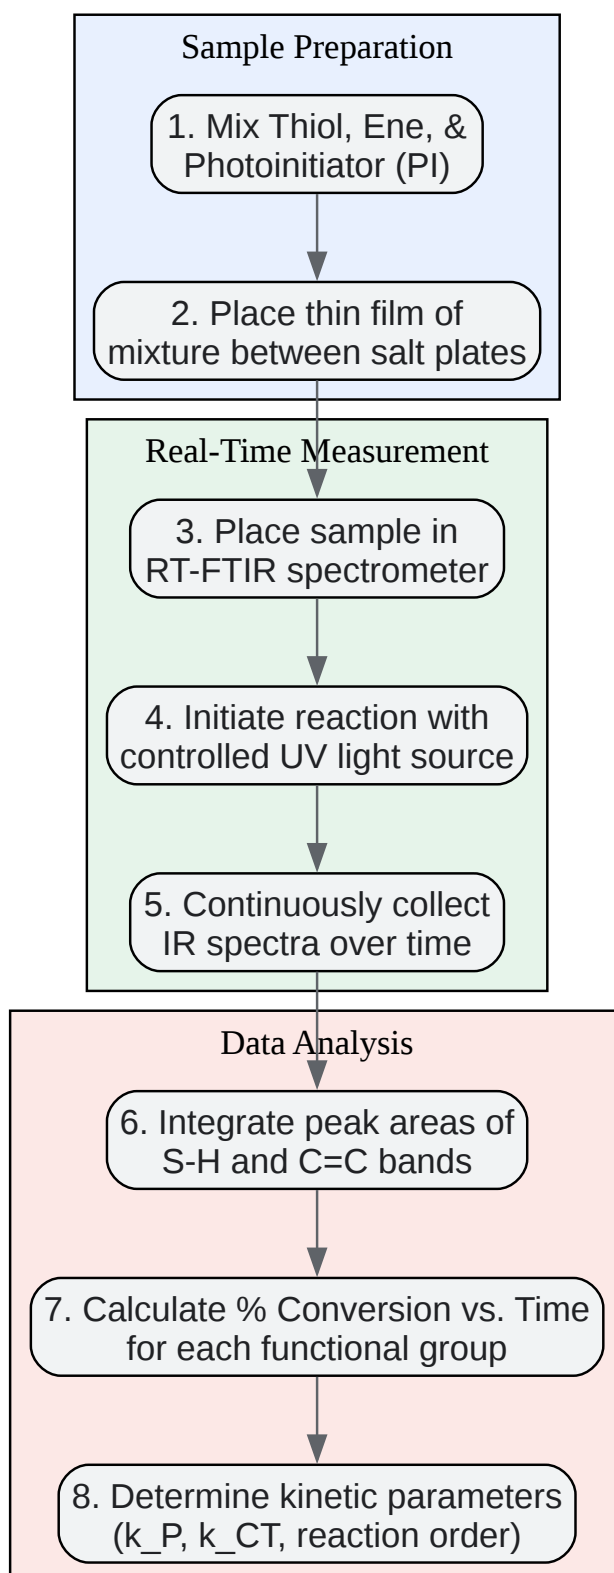 Sample Preparation
1. Mix Thiol, Ene, &
Photoinitiator (PI)
2. Place thin film of
mixture between salt plates
Real-Time Measurement
3. Place sample in
RT-FTIR spectrometer
4. Initiate reaction with
controlled UV light source
5. Continuously collect
IR spectra over time
Data Analysis
6. Integrate peak areas of
S-H and C=C bands
7. Calculate % Conversion vs. Time
for each functional group
8. Determine kinetic parameters
(k_P, k_CT, reaction order)